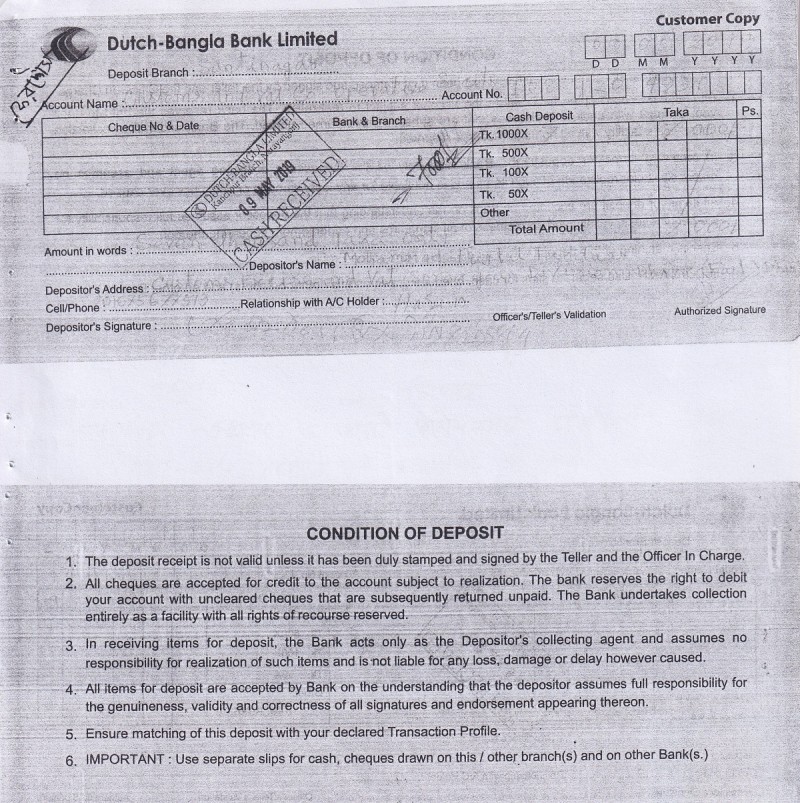 Customer Copy
Dutch-Bangla Bank Limited
D D M M Y Y Y Y
Deposit Branch :
Account Name : Account No.
Cheque No & Date Bank & Branch Cash Deposit Taka Ps.
Tk. 1000X
Tk. 500X
Tk. 100X
Tk. 50X
Other
Total Amount
DUTCH-BANGLA BANK LIMITED
09 MAY 2019
CASH RECEIVED
7000/-
Amount in words :
Depositor's Name :
Depositor's Address :
Cell/Phone : Relationship with A/C Holder :
Depositor's Signature : Officer's/Teller's Validation Authorized Signature
CONDITION OF DEPOSIT
1. The deposit receipt is not valid unless it has been duly stamped and signed by the Teller and the Officer In Charge.
2. All cheques are accepted for credit to the account subject to realization. The bank reserves the right to debit
your account with uncleared cheques that are subsequently returned unpaid. The Bank undertakes collection
entirely as a facility with all rights of recourse reserved.
3. In receiving items for deposit, the Bank acts only as the Depositor's collecting agent and assumes no
responsibility for realization of such items and is not liable for any loss, damage or delay however caused.
4. All items for deposit are accepted by Bank on the understanding that the depositor assumes full responsibility for
the genuineness, validity and correctness of all signatures and endorsement appearing thereon.
5. Ensure matching of this deposit with your declared Transaction Profile.
6. IMPORTANT : Use separate slips for cash, cheques drawn on this / other branch(s) and on other Bank(s.)